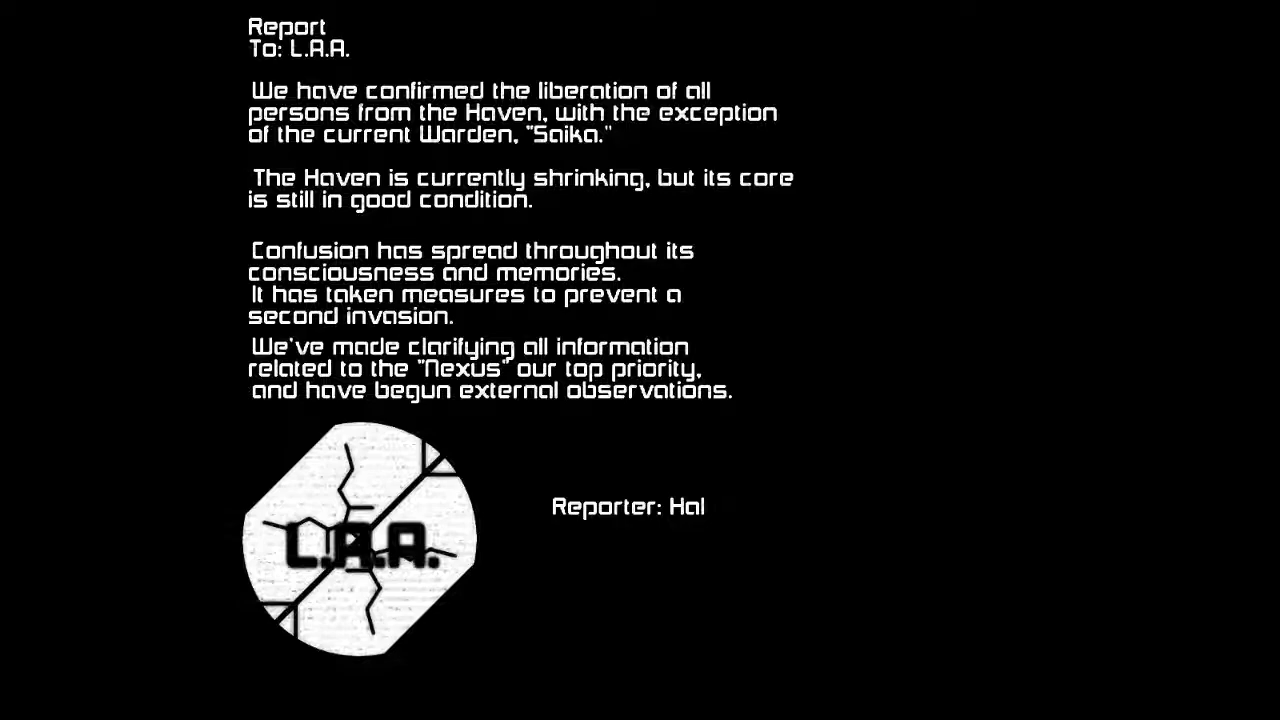 Report
To: L.A.A.
We have confirmed the liberation of all
persons from the Haven, with the exception
of the current Warden, "Saika."
The Haven is currently shrinking, but its core
is still in good condition.
Confusion has spread throughout its
consciousness and memories.
It has taken measures to prevent a
second invasion.
We've made clarifying all information
related to the "Nexus" our top priority,
and have begun external observations.
Reporter: Hal
L.A.A.